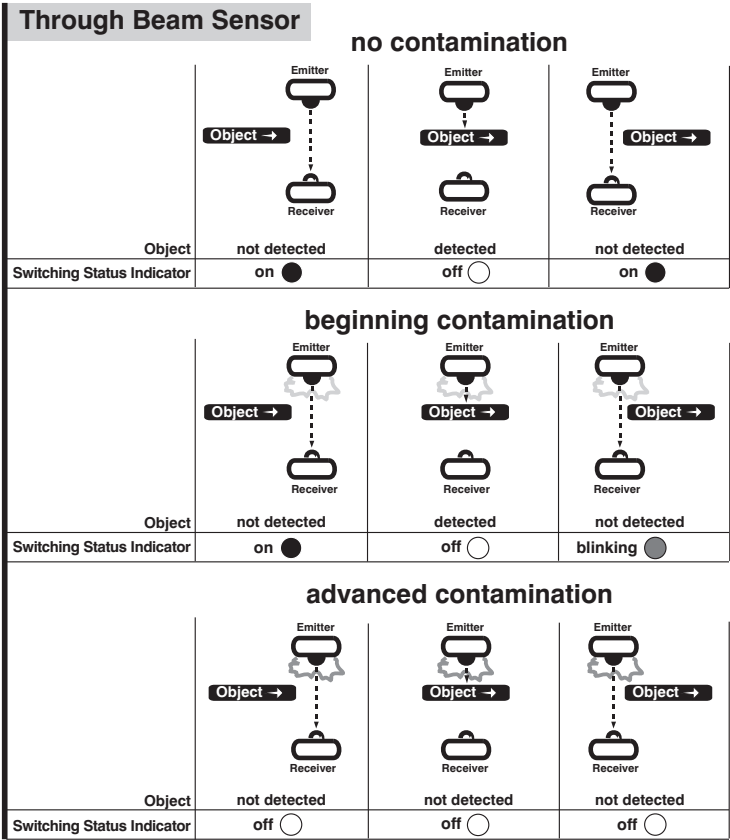 Through Beam Sensor
no contamination
Emitter Emitter Emitter
Object → Object → Object →
Receiver Receiver Receiver
Object not detected detected not detected
Switching Status Indicator on off on
beginning contamination
Emitter Emitter Emitter
Object → Object → Object →
Receiver Receiver Receiver
Object not detected detected not detected
Switching Status Indicator on off blinking
advanced contamination
Emitter Emitter Emitter
Object → Object → Object →
Receiver Receiver Receiver
Object not detected not detected not detected
Switching Status Indicator off off off